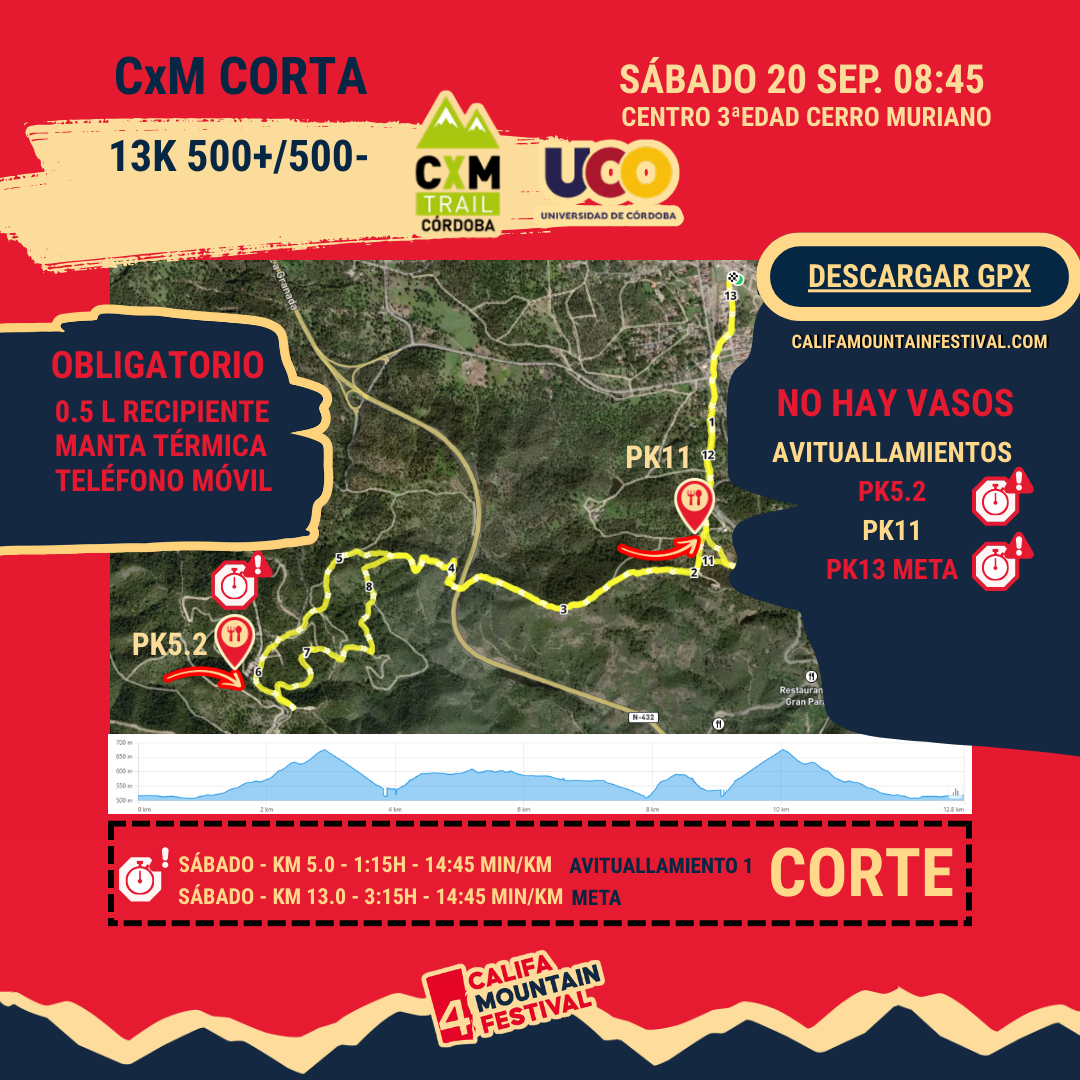 CxM CORTA
SÁBADO 20 SEP. 08:45
CENTRO 3ªEDAD CERRO MURIANO
13K 500+/500-
CXM
TRAIL
CÓRDOBA
UCO
UNIVERSIDAD DE CÓRDOBA
DESCARGAR GPX
CALIFAMOUNTAINFESTIVAL.COM
OBLIGATORIO
0.5 L RECIPIENTE
MANTA TÉRMICA
TELÉFONO MÓVIL
NO HAY VASOS
AVITUALLAMIENTOS
PK5.2
PK11
PK13 META
Granada
13
1
12
PK11
11
2
3
4
5
8
7
6
PK5.2
Restauran
Gran Par
N-432
700 m
650 m
600 m
550 m
500 m
0 km
2 km
4 km
6 km
8 km
10 km
12.8 km
SÁBADO - KM 5.0 - 1:15H - 14:45 MIN/KM AVITUALLAMIENTO 1
SÁBADO - KM 13.0 - 3:15H - 14:45 MIN/KM META
CORTE
4
CALIFA
MOUNTAIN
FESTIVAL